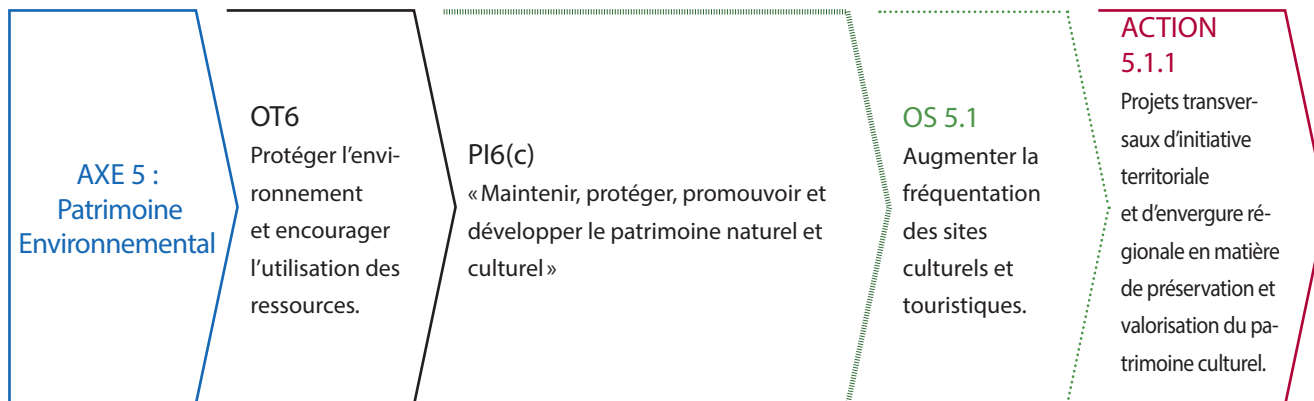 AXE 5 :
Patrimoine
Environnemental
OT6
Protéger l’envi-
ronnement
et encourager
l’utilisation des
ressources.
PI6(c)
« Maintenir, protéger, promouvoir et
développer le patrimoine naturel et
culturel »
OS 5.1
Augmenter la
fréquentation
des sites
culturels et
touristiques.
ACTION
5.1.1
Projets transver-
saux d’initiative
territoriale
et d’envergure ré-
gionale en matière
de préservation et
valorisation du pa-
trimoine culturel.